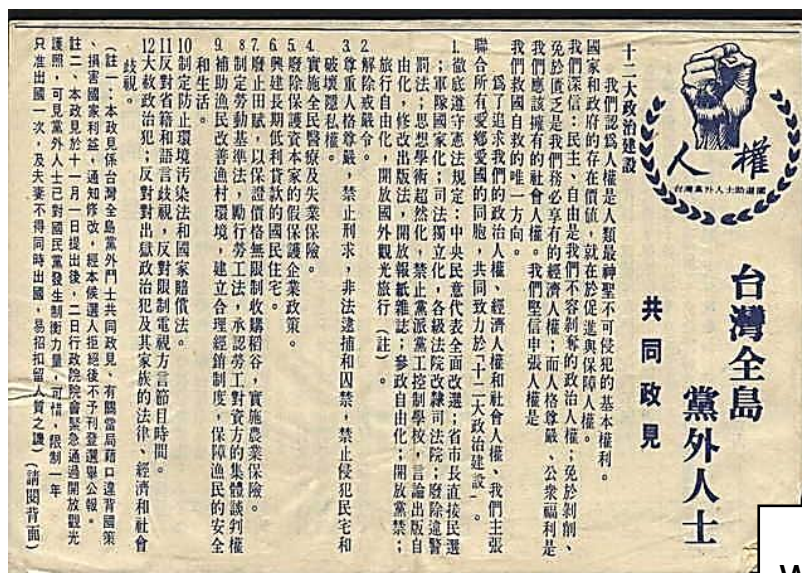 人權
台灣黨外人士助選團
台灣全島
黨外人士
共同政見
十二大政治建設
我們認爲人權是人類最神聖不可侵犯的基本權利。
國家和政府的存在價值，就在於促進與保障人權。
我們深信：民主、自由是我們不容剝奪的政治人權；免於剝削、
免於匱乏是我們務必享有的經濟人權；而人格尊嚴、公衆福利是
我們應該擁有的社會人權。我們堅信申張人權是
我們救國自救的唯一方向。
爲了追求我們的政治人權、經濟人權和社會人權，我們主張
聯合所有愛鄉愛國的同胞，共同致力於「十二大政治建設」。
1.徹底遵守憲法規定：中央民意代表全面改選；省市長直接民選
；軍隊國家化；司法獨立化，各級法院改隸司法院；廢除違警
罰法；思想學術超然化，禁止黨派黨工控制學校，言論出版自
由化，修改出版法，開放報紙雜誌；參政自由化；開放黨禁；
旅行自由化，開放國外觀光旅行（註）。
2.解除戒嚴令。
3.尊重人格尊嚴，禁止刑求，非法逮捕和囚禁，禁止侵犯民宅和
破壞隱私權。
4.實施全民醫療及失業保險。
5.廢除保護資本家的假保護企業政策。
6.興建長期低利貸款的國民住宅。
7.廢止田賦，以保證價格無限制收購稻谷，實施農業保險。
8.制定勞動基準法，勵行勞工法，承認勞工對資方的集體談判權
9.補助漁民改善漁村環境，建立合理經銷制度，保障漁民的安全
和生活。
10制定防止環境汚染法和國家賠償法。
11反對省籍和語言歧視，反對限制電視方言節目時間。
12大赦政治犯；反對對出獄政治犯及其家族的法律、經濟和社會
歧視。
（註一：本政見係台灣全島黨外鬥士共同政見、有關當局藉口違背國策
、損害國家利益，通知修改，經本候選人拒絕後不予刊登選舉公報。
註二、本政見於十一月一日提出後，二日行政院院會緊急通過開放觀光
護照，可見黨外人士已對國民黨發生制衡力量，可惜，限制一年
只准出國一次，及夫妻不得同時出國，易招扣留人質之譏）（請閱背面）